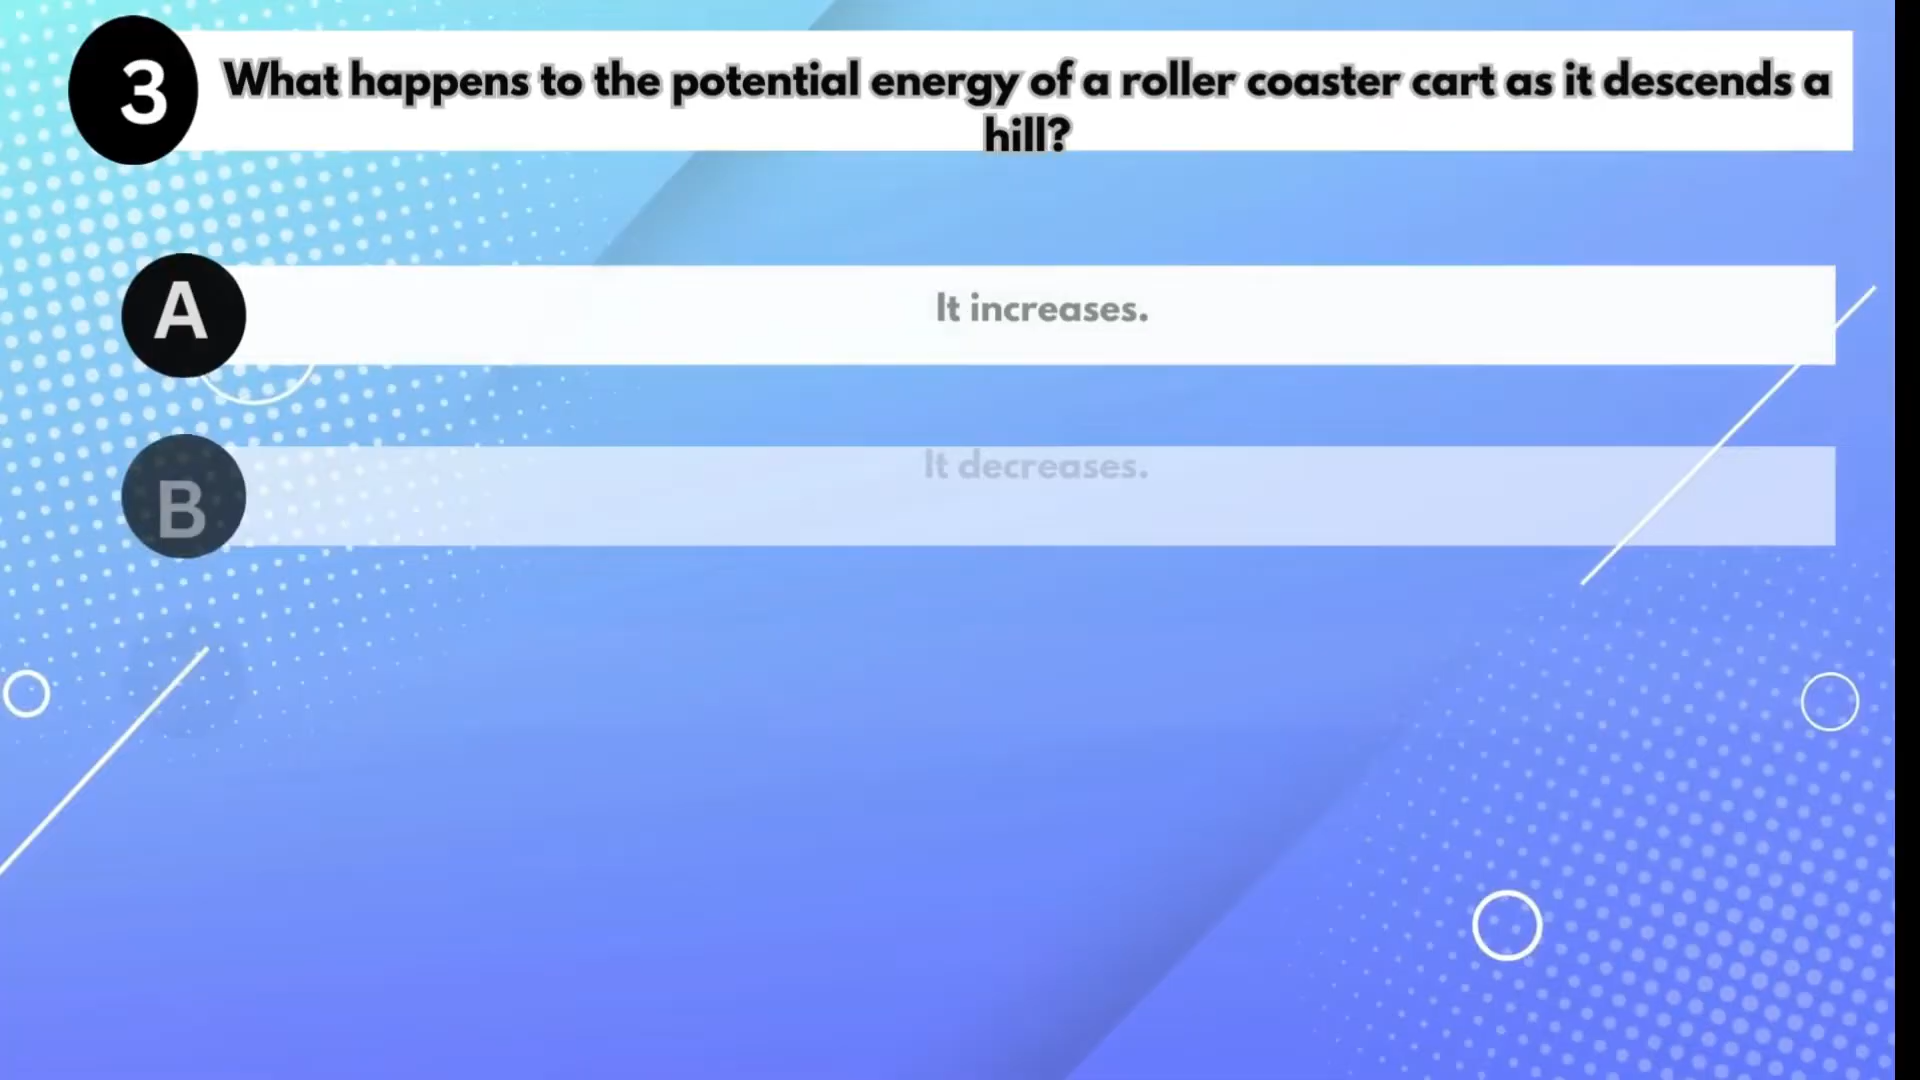 3
What happens to the potential energy of a roller coaster cart as it descends a
hill?
A
It increases.
B
It decreases.